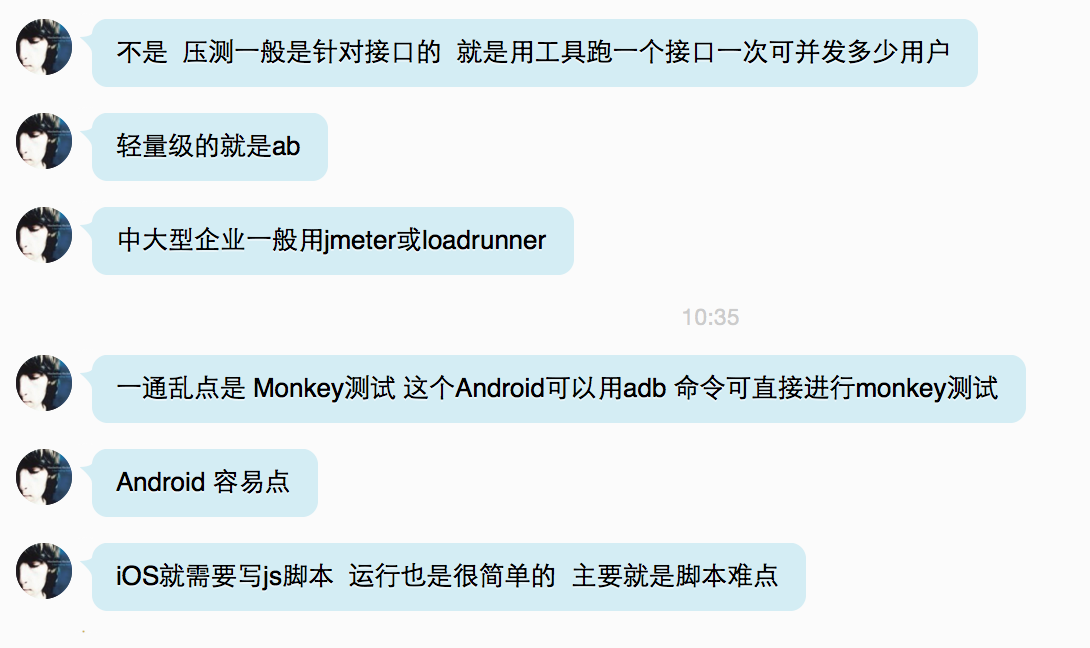 不是  压测一般是针对接口的  就是用工具跑一个接口一次可并发多少用户
轻量级的就是ab
中大型企业一般用jmeter或loadrunner
10:35
一通乱点是 Monkey测试 这个Android可以用adb 命令可直接进行monkey测试
Android 容易点
iOS就需要写js脚本  运行也是很简单的  主要就是脚本难点